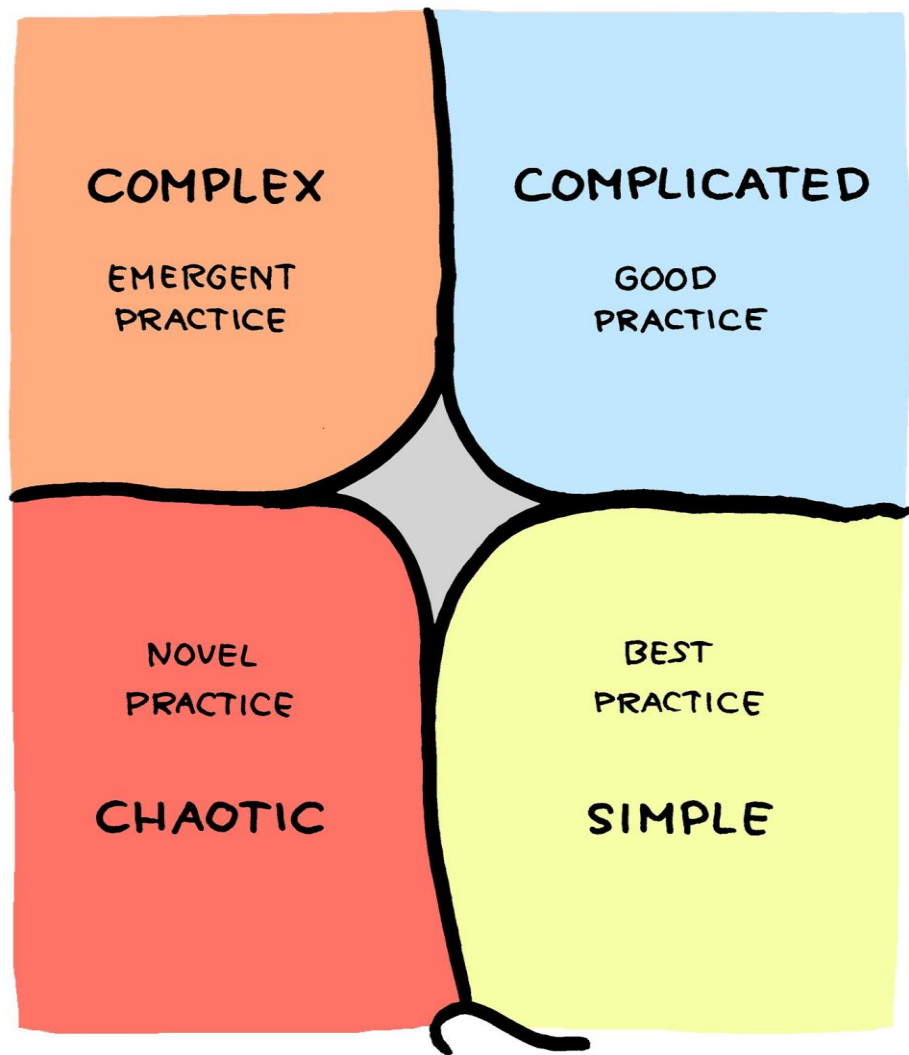 COMPLEX
EMERGENT
PRACTICE
COMPLICATED
GOOD
PRACTICE
NOVEL
PRACTICE
CHAOTIC
BEST
PRACTICE
SIMPLE